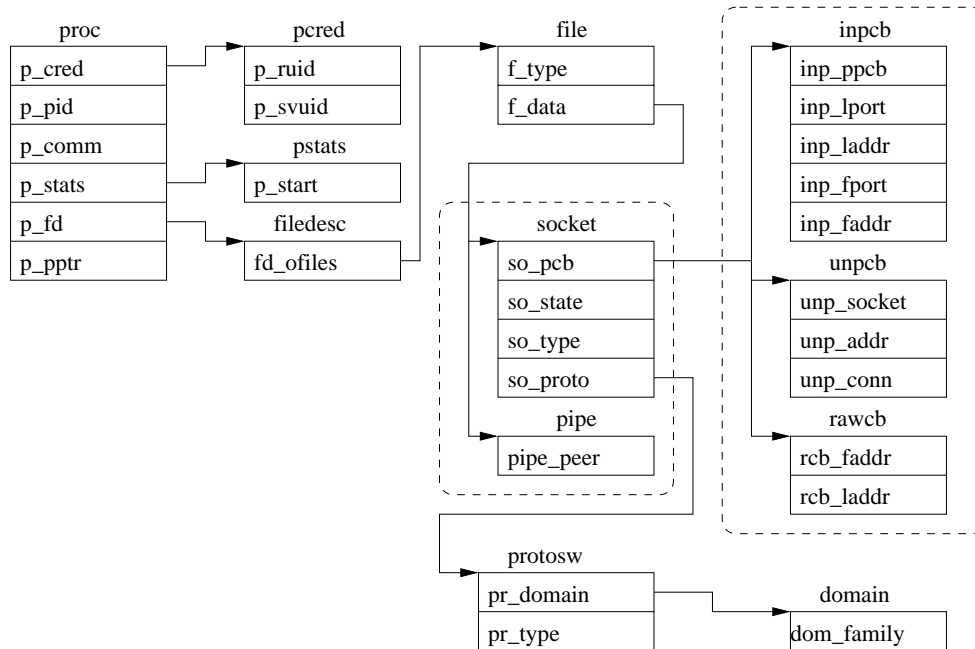 proc
p_cred
p_pid
p_comm
p_stats
p_fd
p_pptr
pcred
p_ruid
p_svuid
pstats
p_start
filedesc
fd_ofiles
file
f_type
f_data
socket
so_pcb
so_state
so_type
so_proto
pipe
pipe_peer
inpcb
inp_ppcb
inp_lport
inp_laddr
inp_fport
inp_faddr
unpcb
unp_socket
unp_addr
unp_conn
rawcb
rcb_faddr
rcb_laddr
protosw
pr_domain
pr_type
domain
dom_family